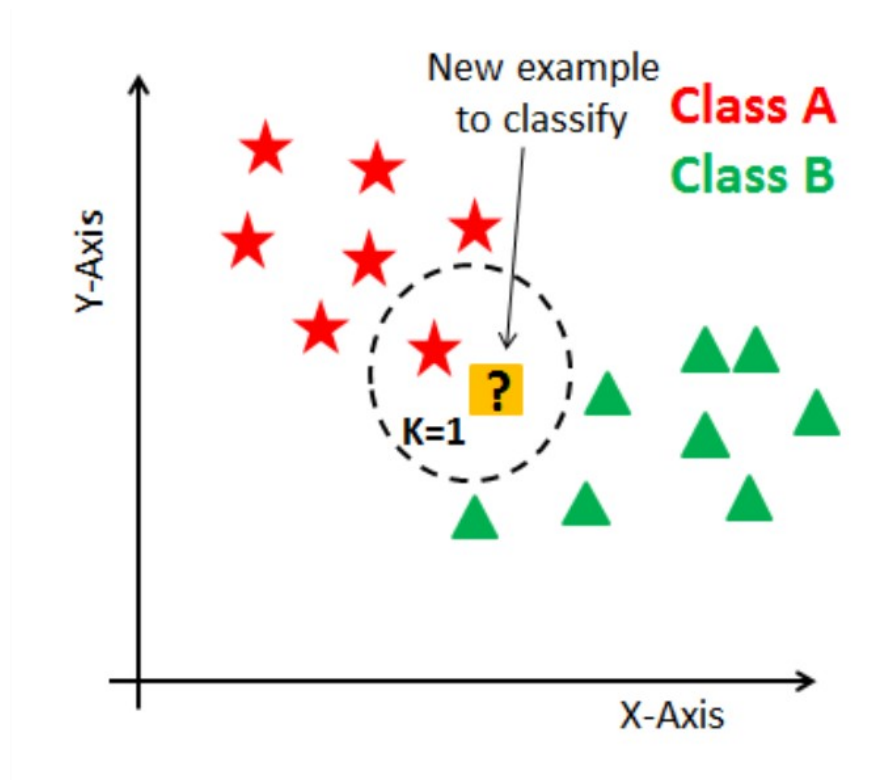 New example
to classify
Class A
Class B
Y-Axis
?
K=1
X-Axis